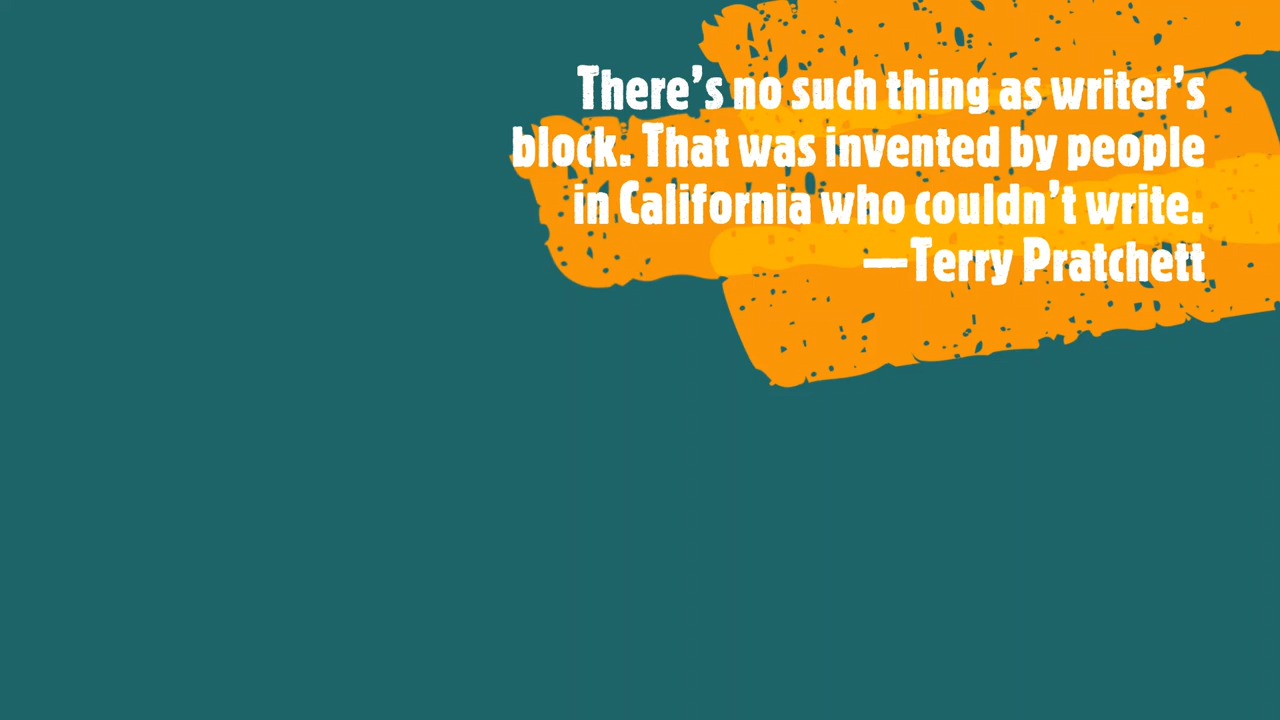 There’s no such thing as writer’s
block. That was invented by people
in California who couldn’t write.
—Terry Pratchett